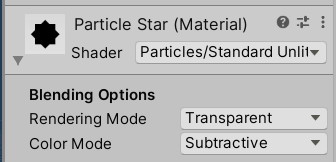 Particle Star (Material)
Shader Particles/Standard Unlit
Blending Options
Rendering Mode Transparent
Color Mode Subtractive